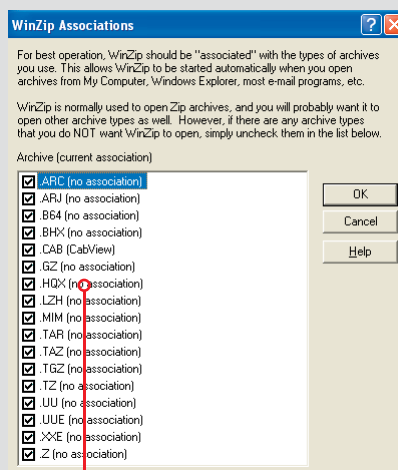 WinZip Associations
For best operation, WinZip should be "associated" with the types of archives
you use. This allows WinZip to be started automatically when you open
archives from My Computer, Windows Explorer, most e-mail programs, etc.
WinZip is normally used to open Zip archives, and you will probably want it to
open other archive types as well. However, if there are any archive types
that you do NOT want WinZip to open, simply uncheck them in the list below.
Archive (current association)
.ARC (no association)
.ARJ (no association)
.B64 (no association)
.BHX (no association)
.CAB (CabView)
.GZ (no association)
.HQX (no association)
.LZH (no association)
.MIM (no association)
.TAR (no association)
.TAZ (no association)
.TGZ (no association)
.TZ (no association)
.UU (no association)
.UUE (no association)
.XXE (no association)
.Z (no association)
OK
Cancel
Help